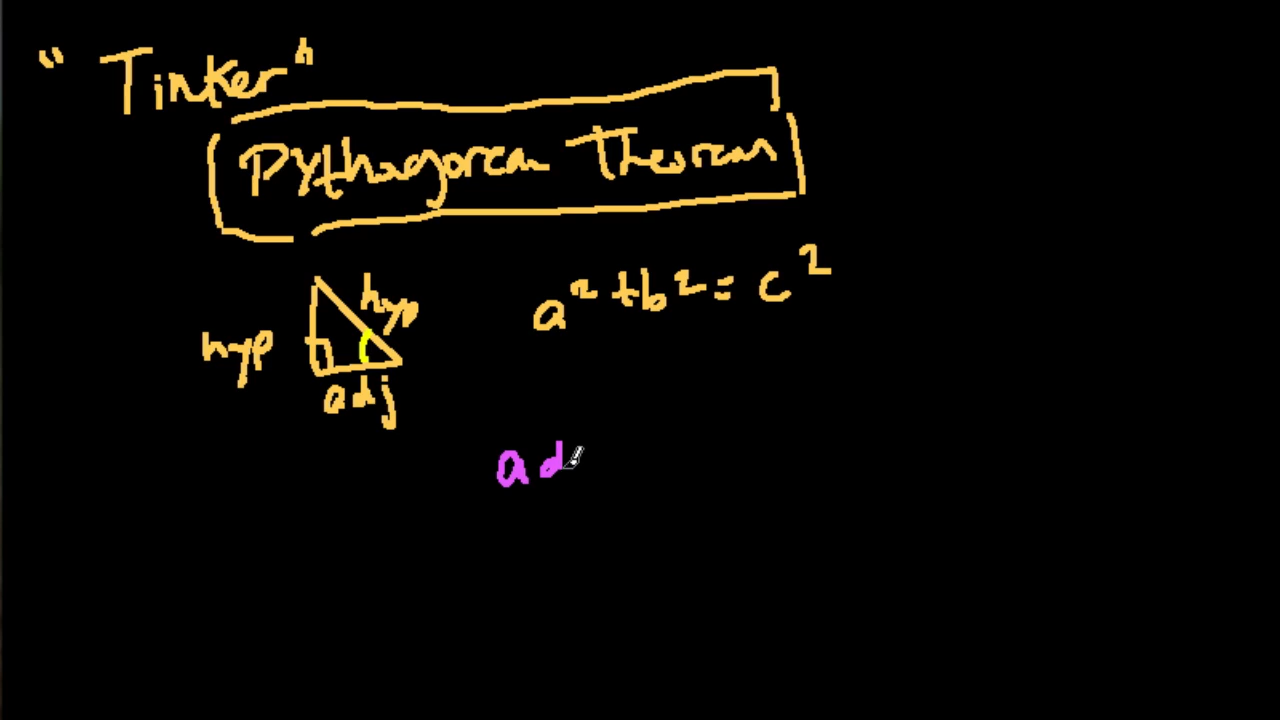 "Tinker"
Pythagorean Theorem
hyp
hyp
adj
a² + b² = c²
ad